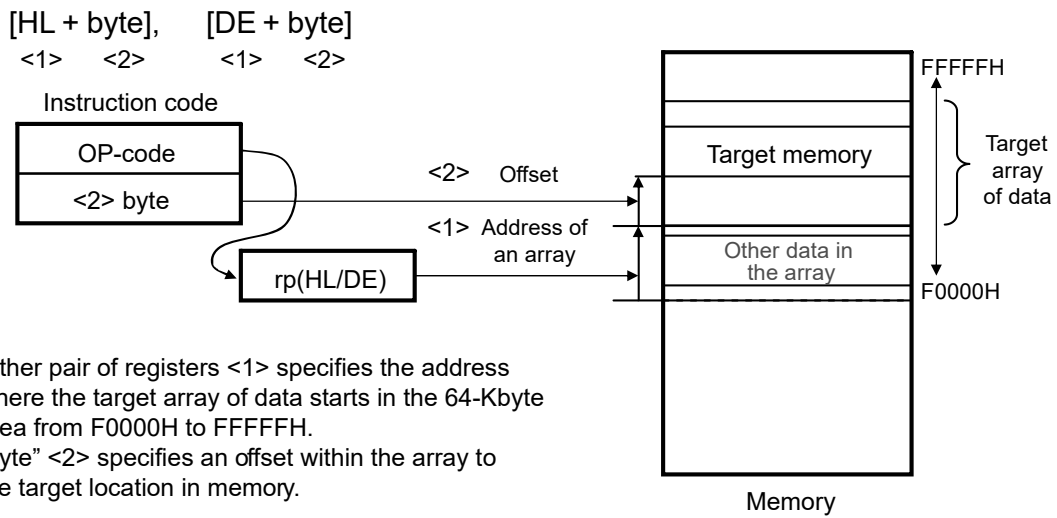 [HL + byte], [DE + byte]
<1> <2> <1> <2>
Instruction code
OP-code
<2> byte
<2> Offset
<1> Address of
an array
rp(HL/DE)
FFFFFH
Target memory
Target
array
of data
Other data in
the array
F0000H
Memory
ther pair of registers <1> specifies the address
here the target array of data starts in the 64-Kbyte
ea from F0000H to FFFFFH.
yte” <2> specifies an offset within the array to
e target location in memory.